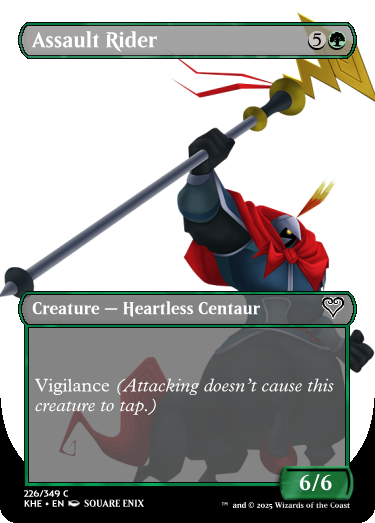 Assault Rider 5
Creature — Heartless Centaur
Vigilance (Attacking doesn't cause this
creature to tap.)
6/6
226/349 C
KHE • EN SQUARE ENIX ™ and © 2025 Wizards of the Coast